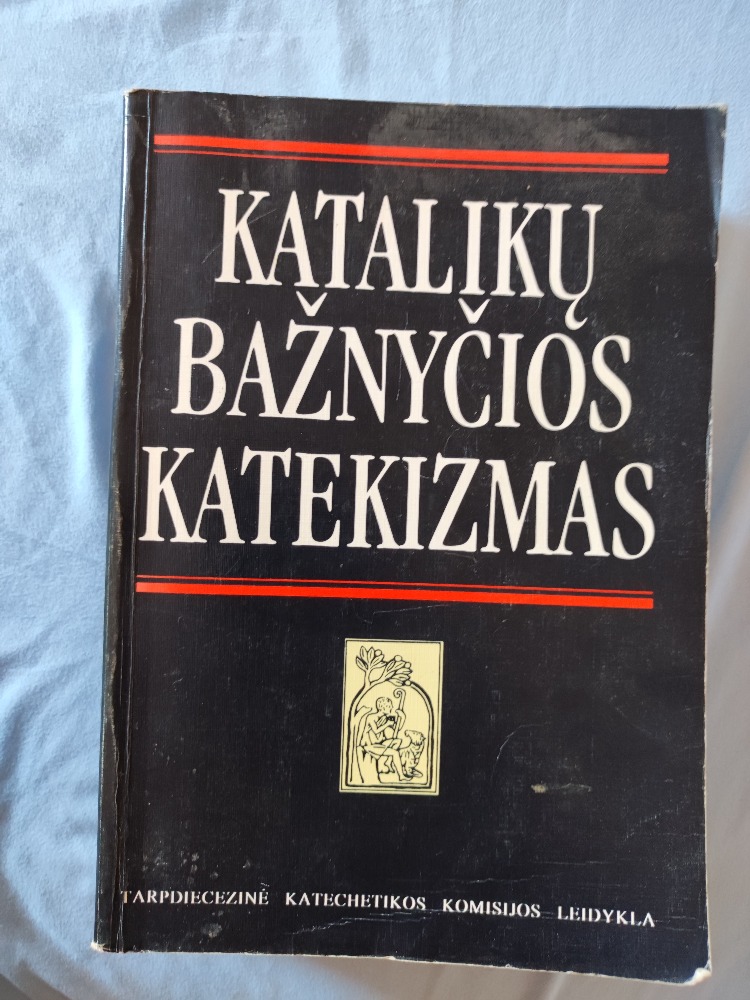 KATALIKŲ
BAŽNYČIOS
KATEKIZMAS
TARPDIECEZINĖ KATECHETIKOS KOMISIJOS LEIDYKLA